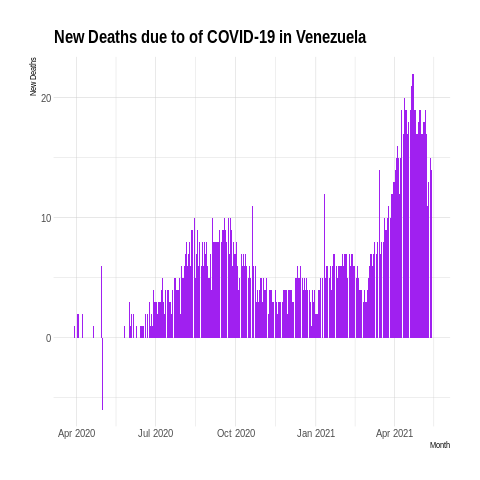 New Deaths due to of COVID-19 in Venezuela
New Deaths
20
10
0
Apr 2020 Jul 2020 Oct 2020 Jan 2021 Apr 2021
Month